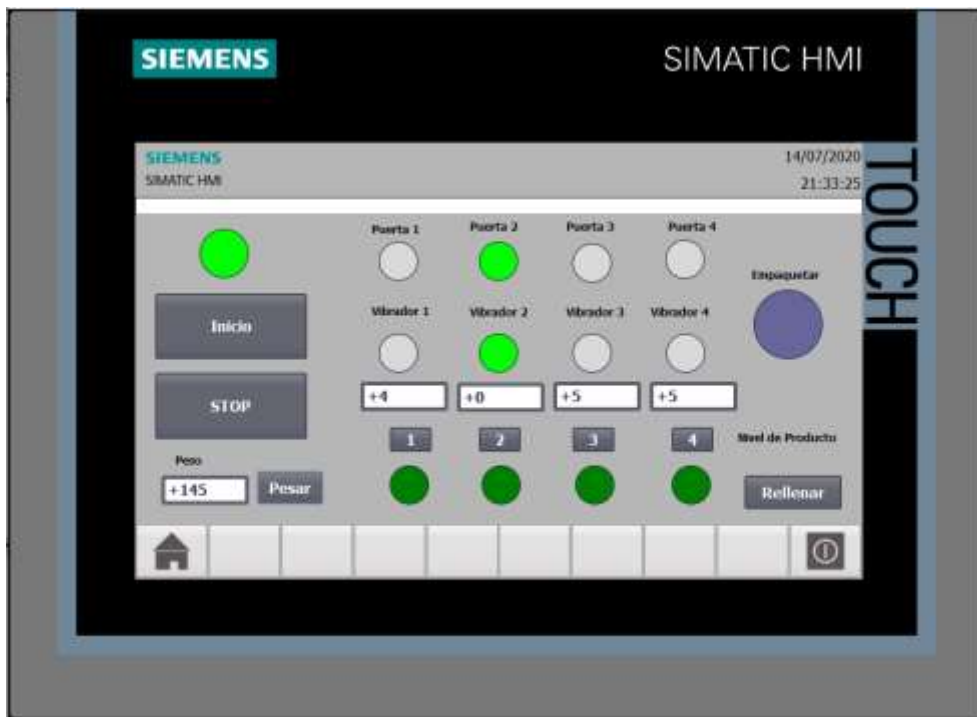 SIEMENS
SIMATIC HMI
TOUCH
SIEMENS
SIMATIC HMI
14/07/2020
21:33:25
Puerta 1
Puerta 2
Puerta 3
Puerta 4
Empaquetar
Inicio
Vibrador 1
Vibrador 2
Vibrador 3
Vibrador 4
STOP
+4
+0
+5
+5
1
2
3
4
Nivel de Producto
Peso
+145
Pesar
Rellenar